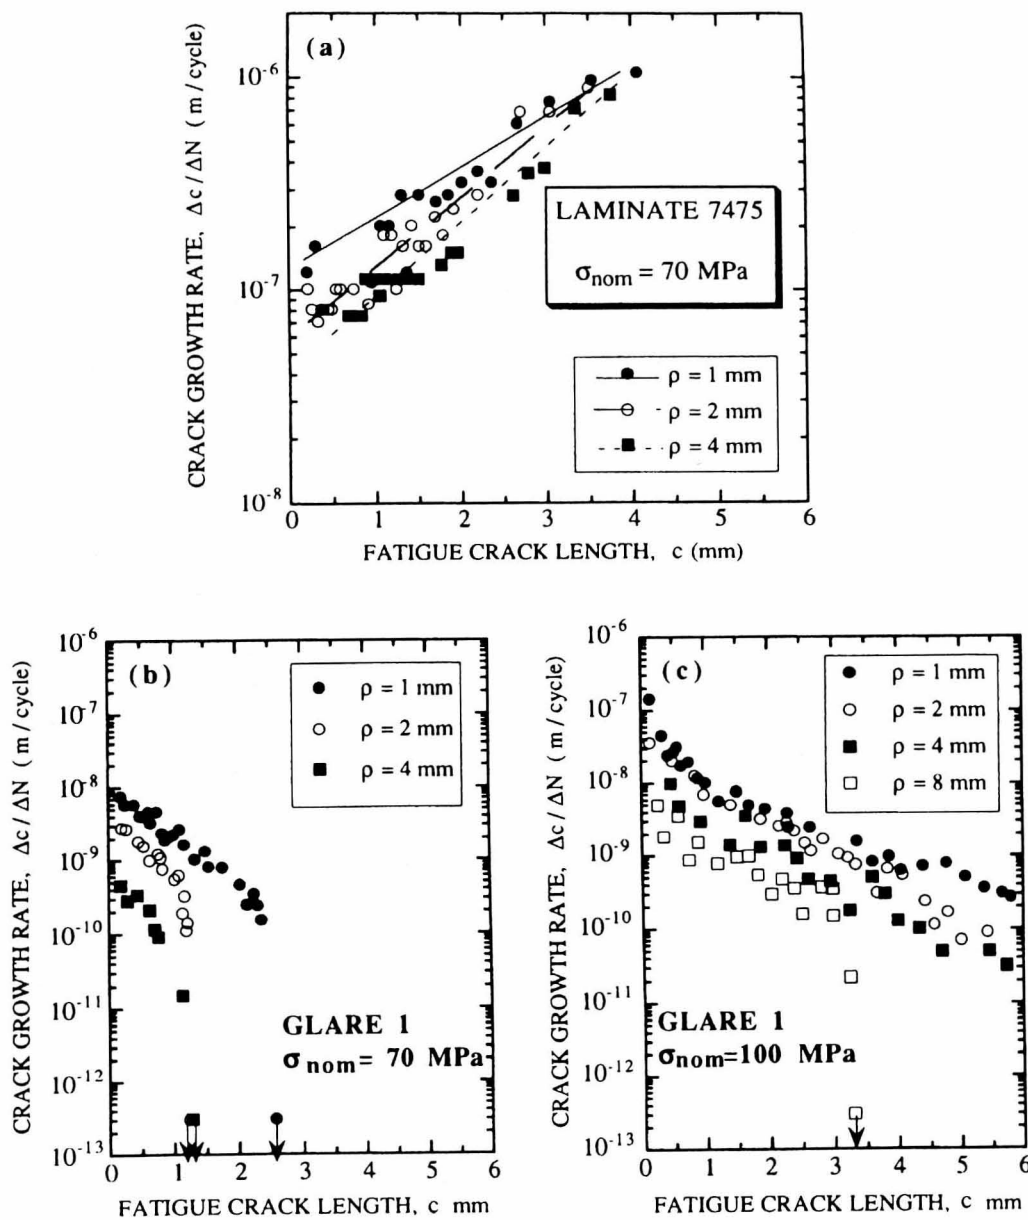 (a)
CRACK GROWTH RATE, Δc/ΔN (m/cycle)
10⁻⁶
10⁻⁷
10⁻⁸
LAMINATE 7475
σnom = 70 MPa
ρ = 1 mm
ρ = 2 mm
ρ = 4 mm
0 1 2 3 4 5 6
FATIGUE CRACK LENGTH, c (mm)
(b)
CRACK GROWTH RATE, Δc/ΔN (m/cycle)
10⁻⁶
10⁻⁷
10⁻⁸
10⁻⁹
10⁻¹⁰
10⁻¹¹
10⁻¹²
10⁻¹³
ρ = 1 mm
ρ = 2 mm
ρ = 4 mm
GLARE 1
σnom= 70 MPa
0 1 2 3 4 5 6
FATIGUE CRACK LENGTH, c mm
(c)
CRACK GROWTH RATE, Δc/ΔN (m/cycle)
10⁻⁶
10⁻⁷
10⁻⁸
10⁻⁹
10⁻¹⁰
10⁻¹¹
10⁻¹²
10⁻¹³
ρ = 1 mm
ρ = 2 mm
ρ = 4 mm
ρ = 8 mm
GLARE 1
σnom=100 MPa
0 1 2 3 4 5 6
FATIGUE CRACK LENGTH, c mm